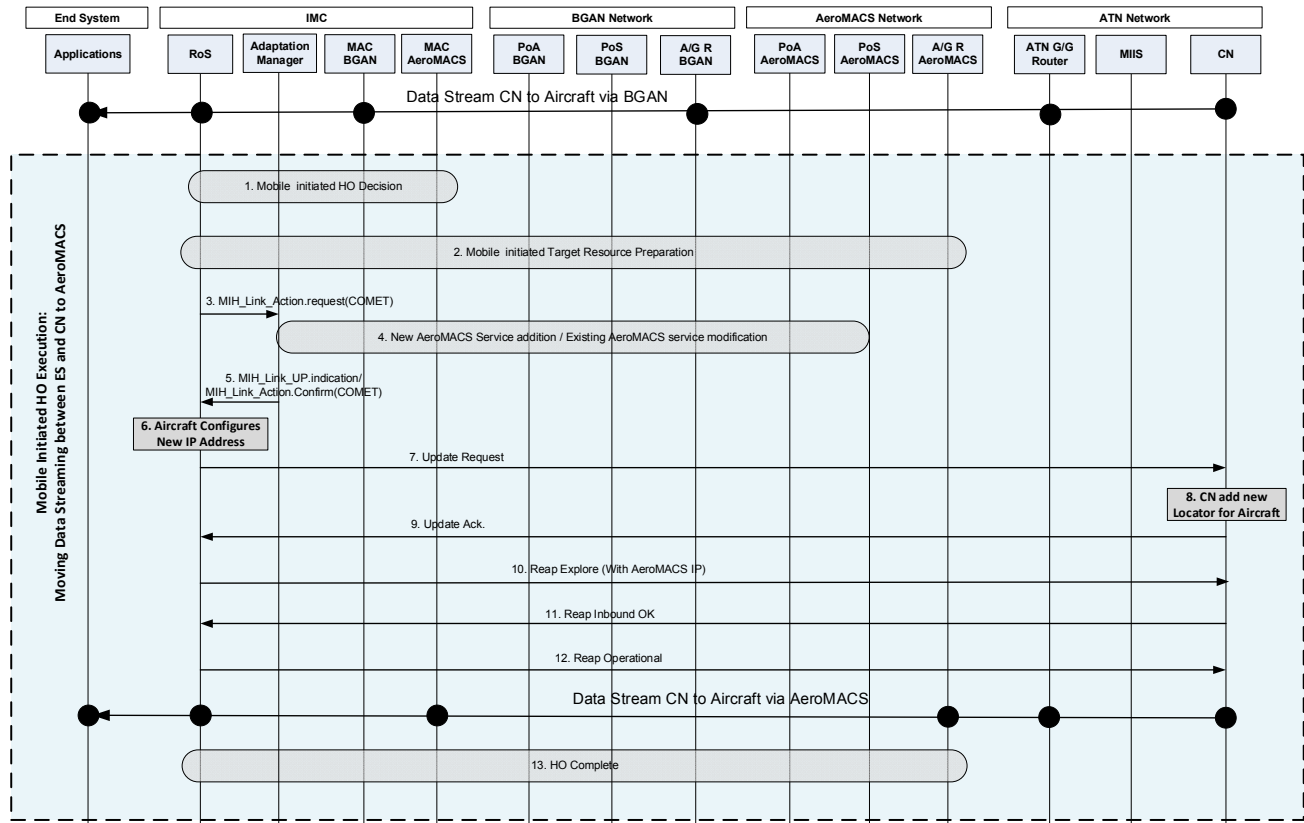 End System
IMC
BGAN Network
AeroMACS Network
ATN Network
Applications
RoS
Adaptation
Manager
MAC
BGAN
MAC
AeroMACS
PoA
BGAN
PoS
BGAN
A/G R
BGAN
PoA
AeroMACS
PoS
AeroMACS
A/G R
AeroMACS
ATN G/G
Router
MIIS
CN
Data Stream CN to Aircraft via BGAN
Mobile Initiated HO Execution:
Moving Data Streaming between ES and CN to AeroMACS
1. Mobile initiated HO Decision
2. Mobile initiated Target Resource Preparation
3. MIH_Link_Action.request(COMET)
4. New AeroMACS Service addition / Existing AeroMACS service modification
5. MIH_Link_UP.indication/
MIH_Link_Action.Confirm(COMET)
6. Aircraft Configures
New IP Address
7. Update Request
8. CN add new
Locator for Aircraft
9. Update Ack.
10. Reap Explore (With AeroMACS IP)
11. Reap Inbound OK
12. Reap Operational
Data Stream CN to Aircraft via AeroMACS
13. HO Complete